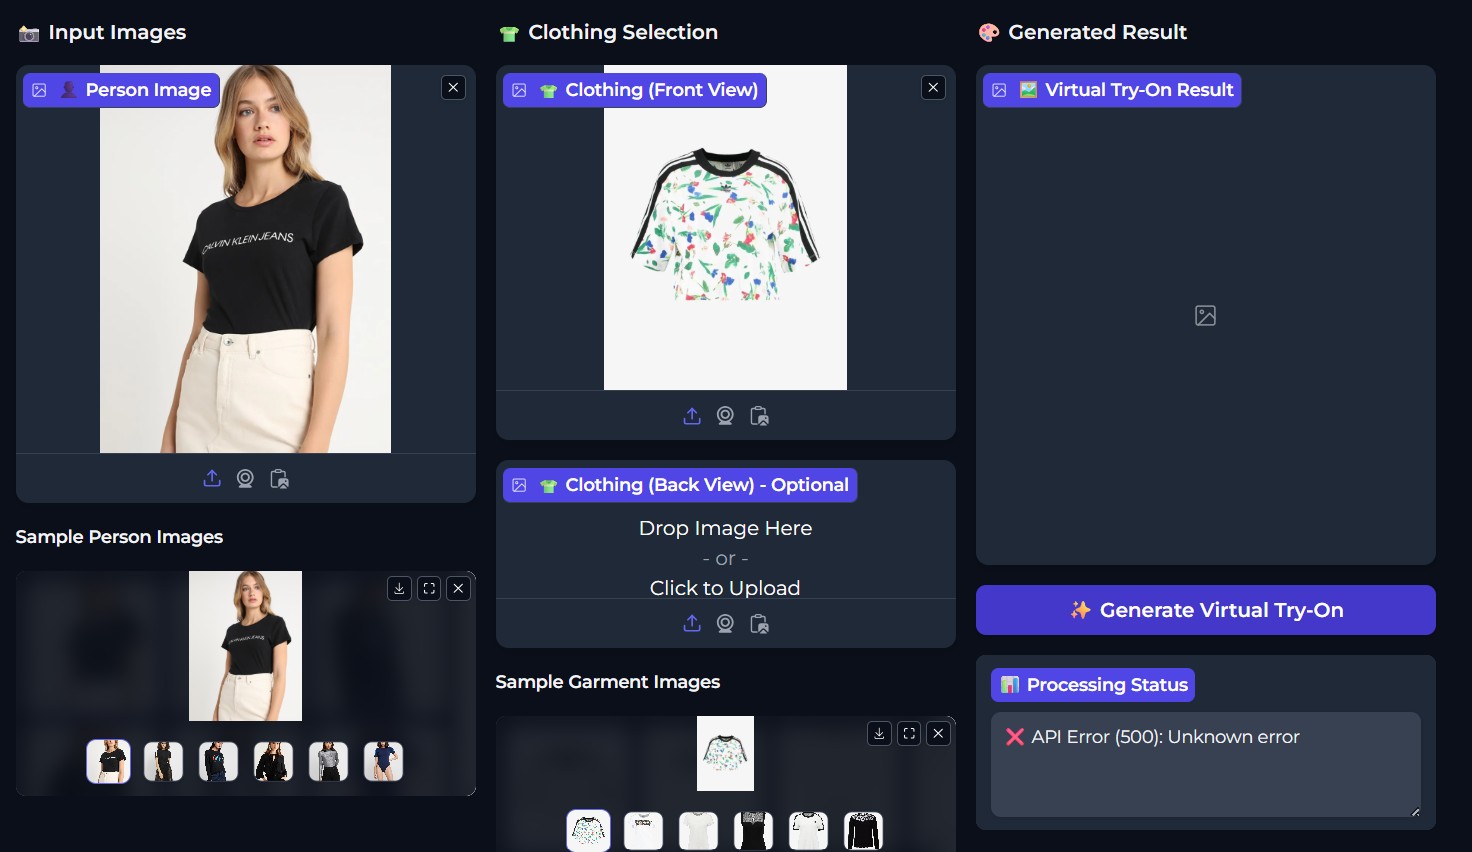 Input Images
Person Image
CALVIN KLEIN JEANS
Sample Person Images
Clothing Selection
Clothing (Front View)
Clothing (Back View) - Optional
Drop Image Here
- or -
Click to Upload
Sample Garment Images
Generated Result
Virtual Try-On Result
Generate Virtual Try-On
Processing Status
API Error (500): Unknown error